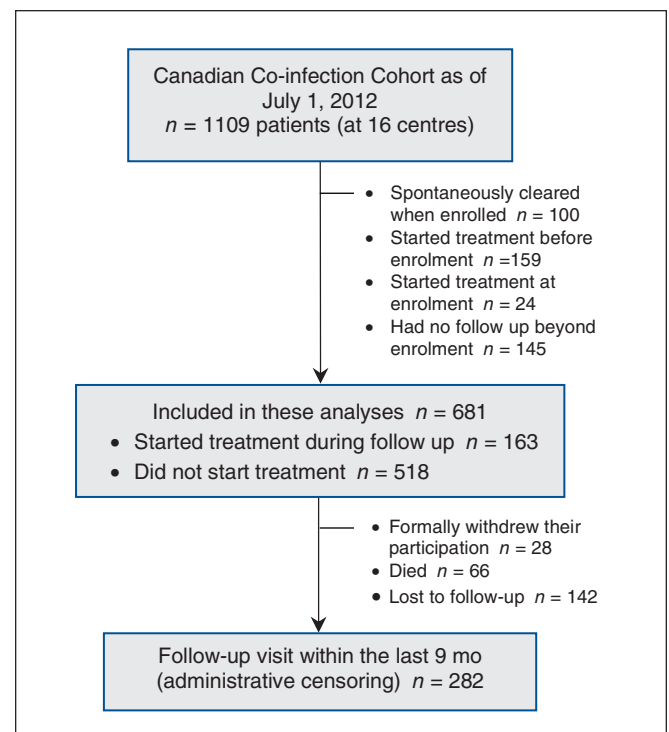 Canadian Co-infection Cohort as of
July 1, 2012
n = 1109 patients (at 16 centres)
• Spontaneously cleared
when enrolled n = 100
• Started treatment before
enrolment n =159
• Started treatment at
enrolment n = 24
• Had no follow up beyond
enrolment n = 145
Included in these analyses n = 681
• Started treatment during follow up n = 163
• Did not start treatment n = 518
• Formally withdrew their
participation n = 28
• Died n = 66
• Lost to follow-up n = 142
Follow-up visit within the last 9 mo
(administrative censoring) n = 282